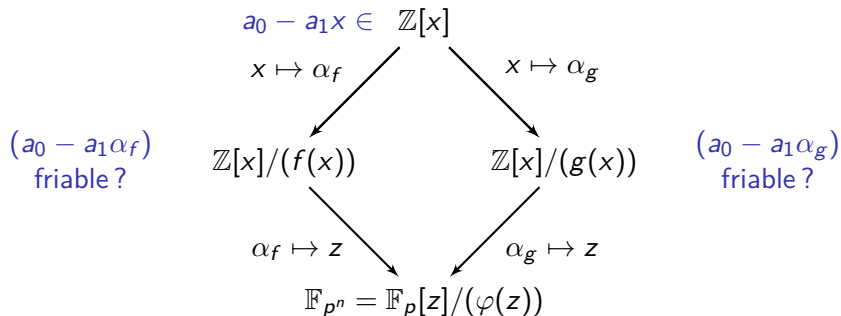 a₀ − a₁x ∈ ℤ[x]
x ↦ α_f
x ↦ α_g
(a₀ − a₁α_f)
friable ?
ℤ[x]/(f(x))
ℤ[x]/(g(x))
(a₀ − a₁α_g)
friable ?
α_f ↦ z
α_g ↦ z
𝔽_{pⁿ} = 𝔽_p[z]/(φ(z))